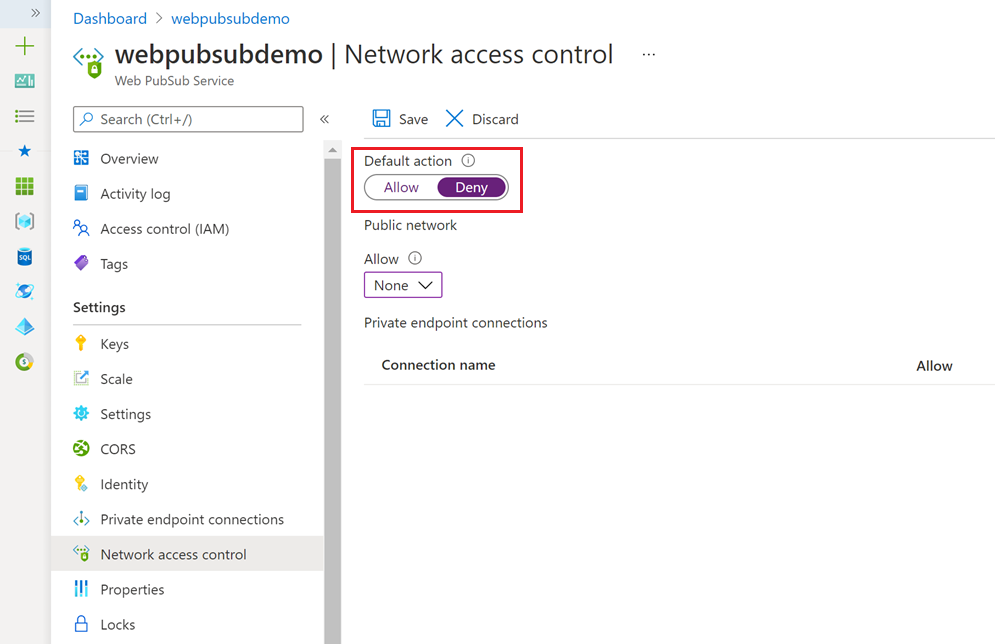 Dashboard > webpubsubdemo
webpubsubdemo | Network access control ...
Web PubSub Service
Search (Ctrl+/)
Overview
Activity log
Access control (IAM)
Tags
Settings
Keys
Scale
Settings
CORS
Identity
Private endpoint connections
Network access control
Properties
Locks
Save Discard
Default action
Allow Deny
Public network
Allow
None
Private endpoint connections
Connection name Allow
SQL